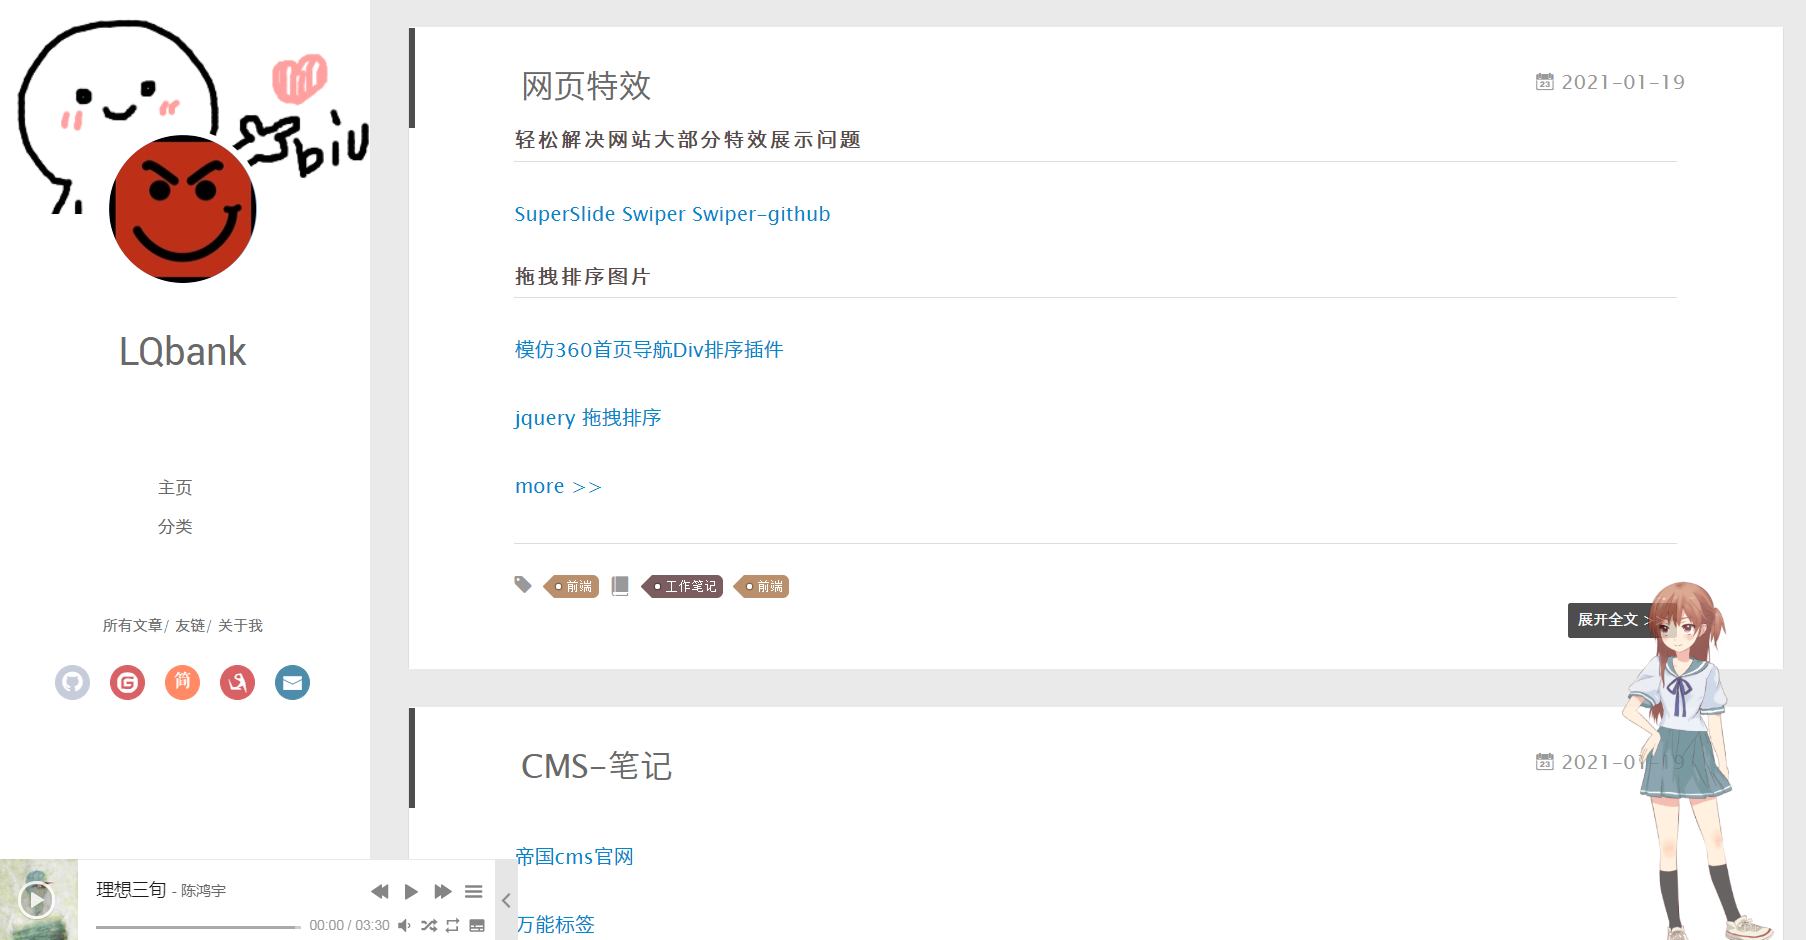 biu
LQbank
主页
分类
所有文章/ 友链/ 关于我
简
网页特效
2021-01-19
轻松解决网站大部分特效展示问题
SuperSlide Swiper Swiper-github
拖拽排序图片
模仿360首页导航Div排序插件
jquery 拖拽排序
more >>
前端
工作笔记
前端
展开全文 >
CMS-笔记
2021-01-19
帝国cms官网
万能标签
理想三旬 - 陈鸿宇
00:00 / 03:30